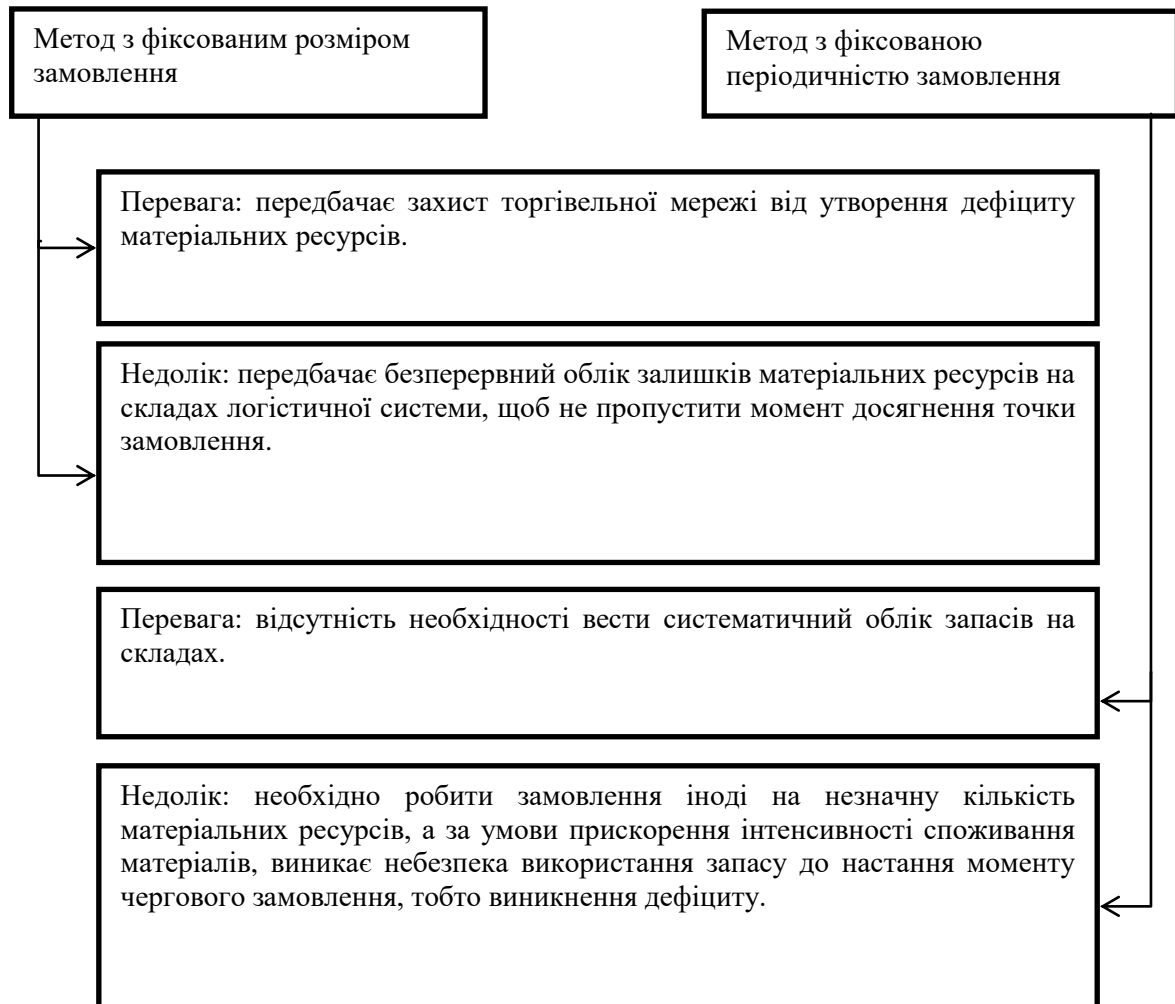 Метод з фіксованим розміром
замовлення
Метод з фіксованою
періодичністю замовлення
Перевага: передбачає захист торгівельної мережі від утворення дефіциту
матеріальних ресурсів.
Недолік: передбачає безперервний облік залишків матеріальних ресурсів на
складах логістичної системи, щоб не пропустити момент досягнення точки
замовлення.
Перевага: відсутність необхідності вести систематичний облік запасів на
складах.
Недолік: необхідно робити замовлення іноді на незначну кількість
матеріальних ресурсів, а за умови прискорення інтенсивності споживання
матеріалів, виникає небезпека використання запасу до настання моменту
чергового замовлення, тобто виникнення дефіциту.